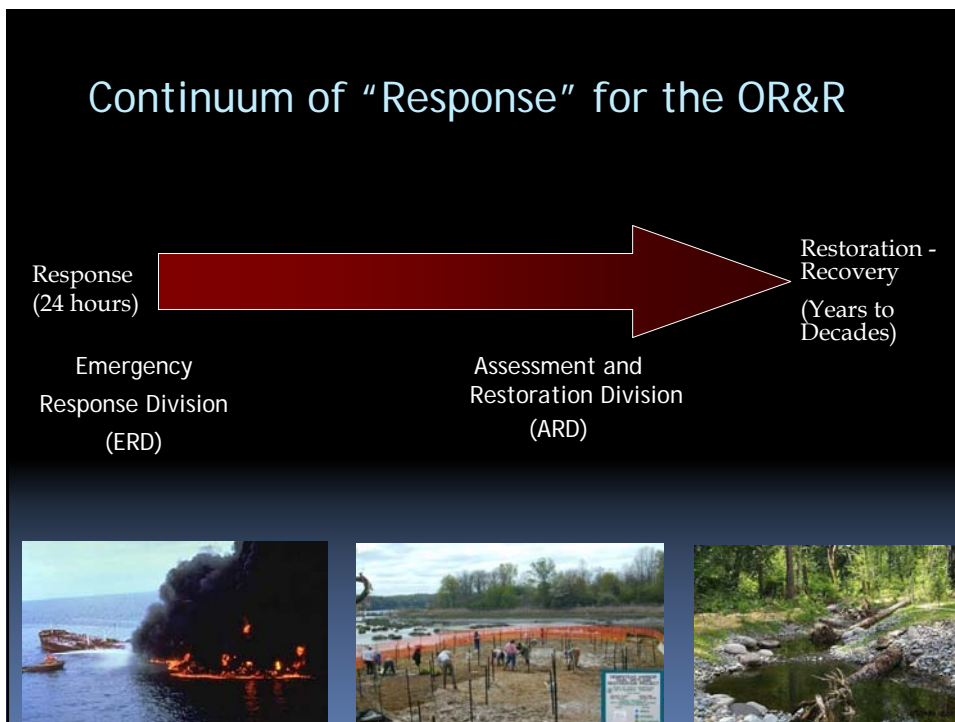 Continuum of “Response” for the OR&R
Response
(24 hours)
Restoration -
Recovery
(Years to
Decades)
Emergency
Response Division
(ERD)
Assessment and
Restoration Division
(ARD)